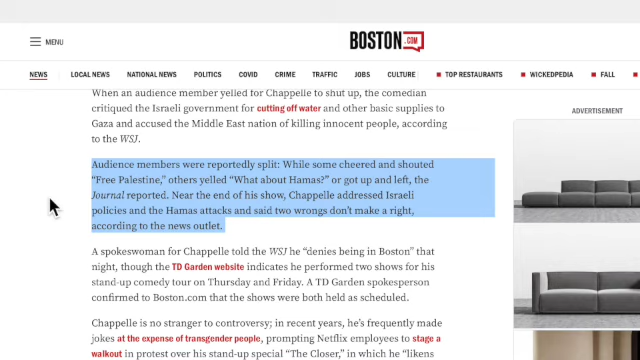 MENU
BOSTON.COM
NEWS
LOCAL NEWS
NATIONAL NEWS
POLITICS
COVID
CRIME
TRAFFIC
JOBS
CULTURE
TOP RESTAURANTS
WICKEDPEDIA
FALL
When an audience member yelled for Chappelle to shut up, the comedian
critiqued the Israeli government for cutting off water and other basic supplies to
Gaza and accused the Middle East nation of killing innocent people, according
to the WSJ.
Audience members were reportedly split: While some cheered and shouted
“Free Palestine,” others yelled “What about Hamas?” or got up and left, the
Journal reported. Near the end of his show, Chappelle addressed Israeli
policies and the Hamas attacks and said two wrongs don’t make a right,
according to the news outlet.
A spokeswoman for Chappelle told the WSJ he “denies being in Boston” that
night, though the TD Garden website indicates he performed two shows for his
stand-up comedy tour on Thursday and Friday. A TD Garden spokesperson
confirmed to Boston.com that the shows were both held as scheduled.
Chappelle is no stranger to controversy; in recent years, he’s frequently made
jokes at the expense of transgender people, prompting Netflix employees to stage a
walkout in protest over his stand-up special “The Closer,” in which he “likens
ADVERTISEMENT